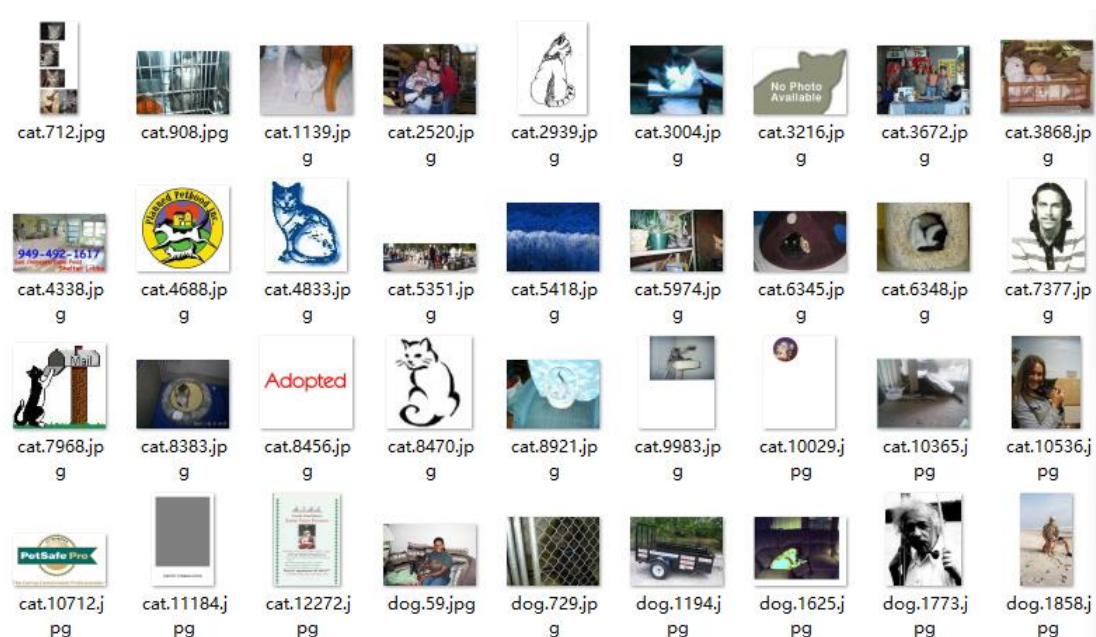 cat.712.jpg
cat.908.jpg
cat.1139.jp
g
cat.2520.jp
g
cat.2939.jp
g
cat.3004.jp
g
No Photo
Available
cat.3216.jp
g
cat.3672.jp
g
cat.3868.jp
g
949-492-1617
cat.4338.jp
g
Planned Pethood Inc.
cat.4688.jp
g
cat.4833.jp
g
cat.5351.jp
g
cat.5418.jp
g
cat.5974.jp
g
cat.6345.jp
g
cat.6348.jp
g
cat.7377.jp
g
Mail
cat.7968.jp
g
cat.8383.jp
g
Adopted
cat.8456.jp
g
cat.8470.jp
g
cat.8921.jp
g
cat.9983.jp
g
cat.10029.j
pg
cat.10365.j
pg
cat.10536.j
pg
PetSafe Pro
cat.10712.j
pg
cat.11184.j
pg
cat.12272.j
pg
dog.59.jpg
dog.729.jp
g
dog.1194.j
pg
dog.1625.j
pg
dog.1773.j
pg
dog.1858.j
pg